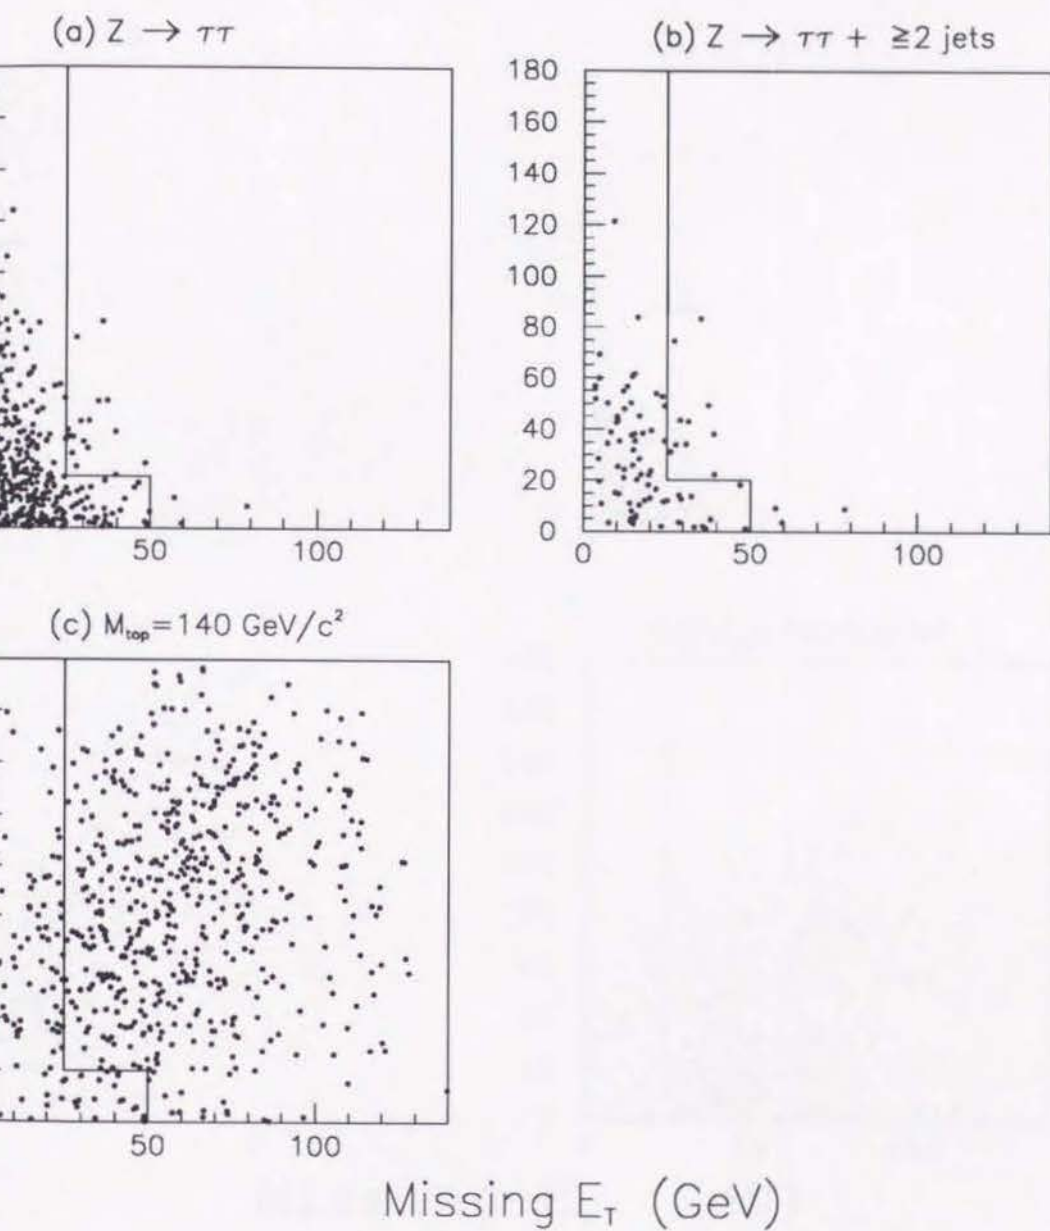 (a) Z → ττ
(b) Z → ττ + ≧2 jets
180
160
140
120
100
80
60
40
20
0
50 100
0 50 100
(c) M_top=140 GeV/c²
50 100
Missing E_T (GeV)